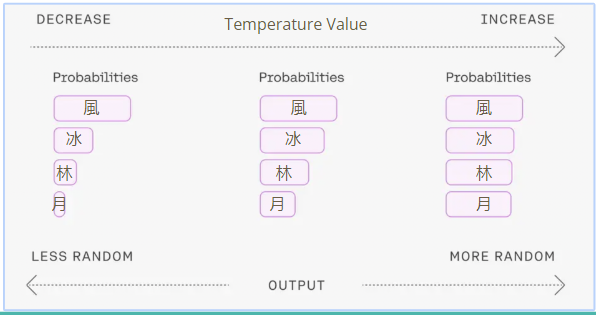 DECREASE Temperature Value INCREASE
Probabilities Probabilities Probabilities
風 風 風
冰 冰 冰
林 林 林
月 月 月
LESS RANDOM MORE RANDOM
OUTPUT